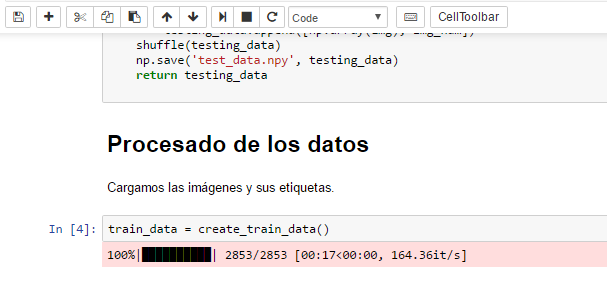 Code
CellToolbar
shuffle(testing_data)
np.save('test_data.npy', testing_data)
return testing_data
Procesado de los datos
Cargamos las imágenes y sus etiquetas.
In [4]: train_data = create_train_data()
100%|██████████| 2853/2853 [00:17<00:00, 164.36it/s]